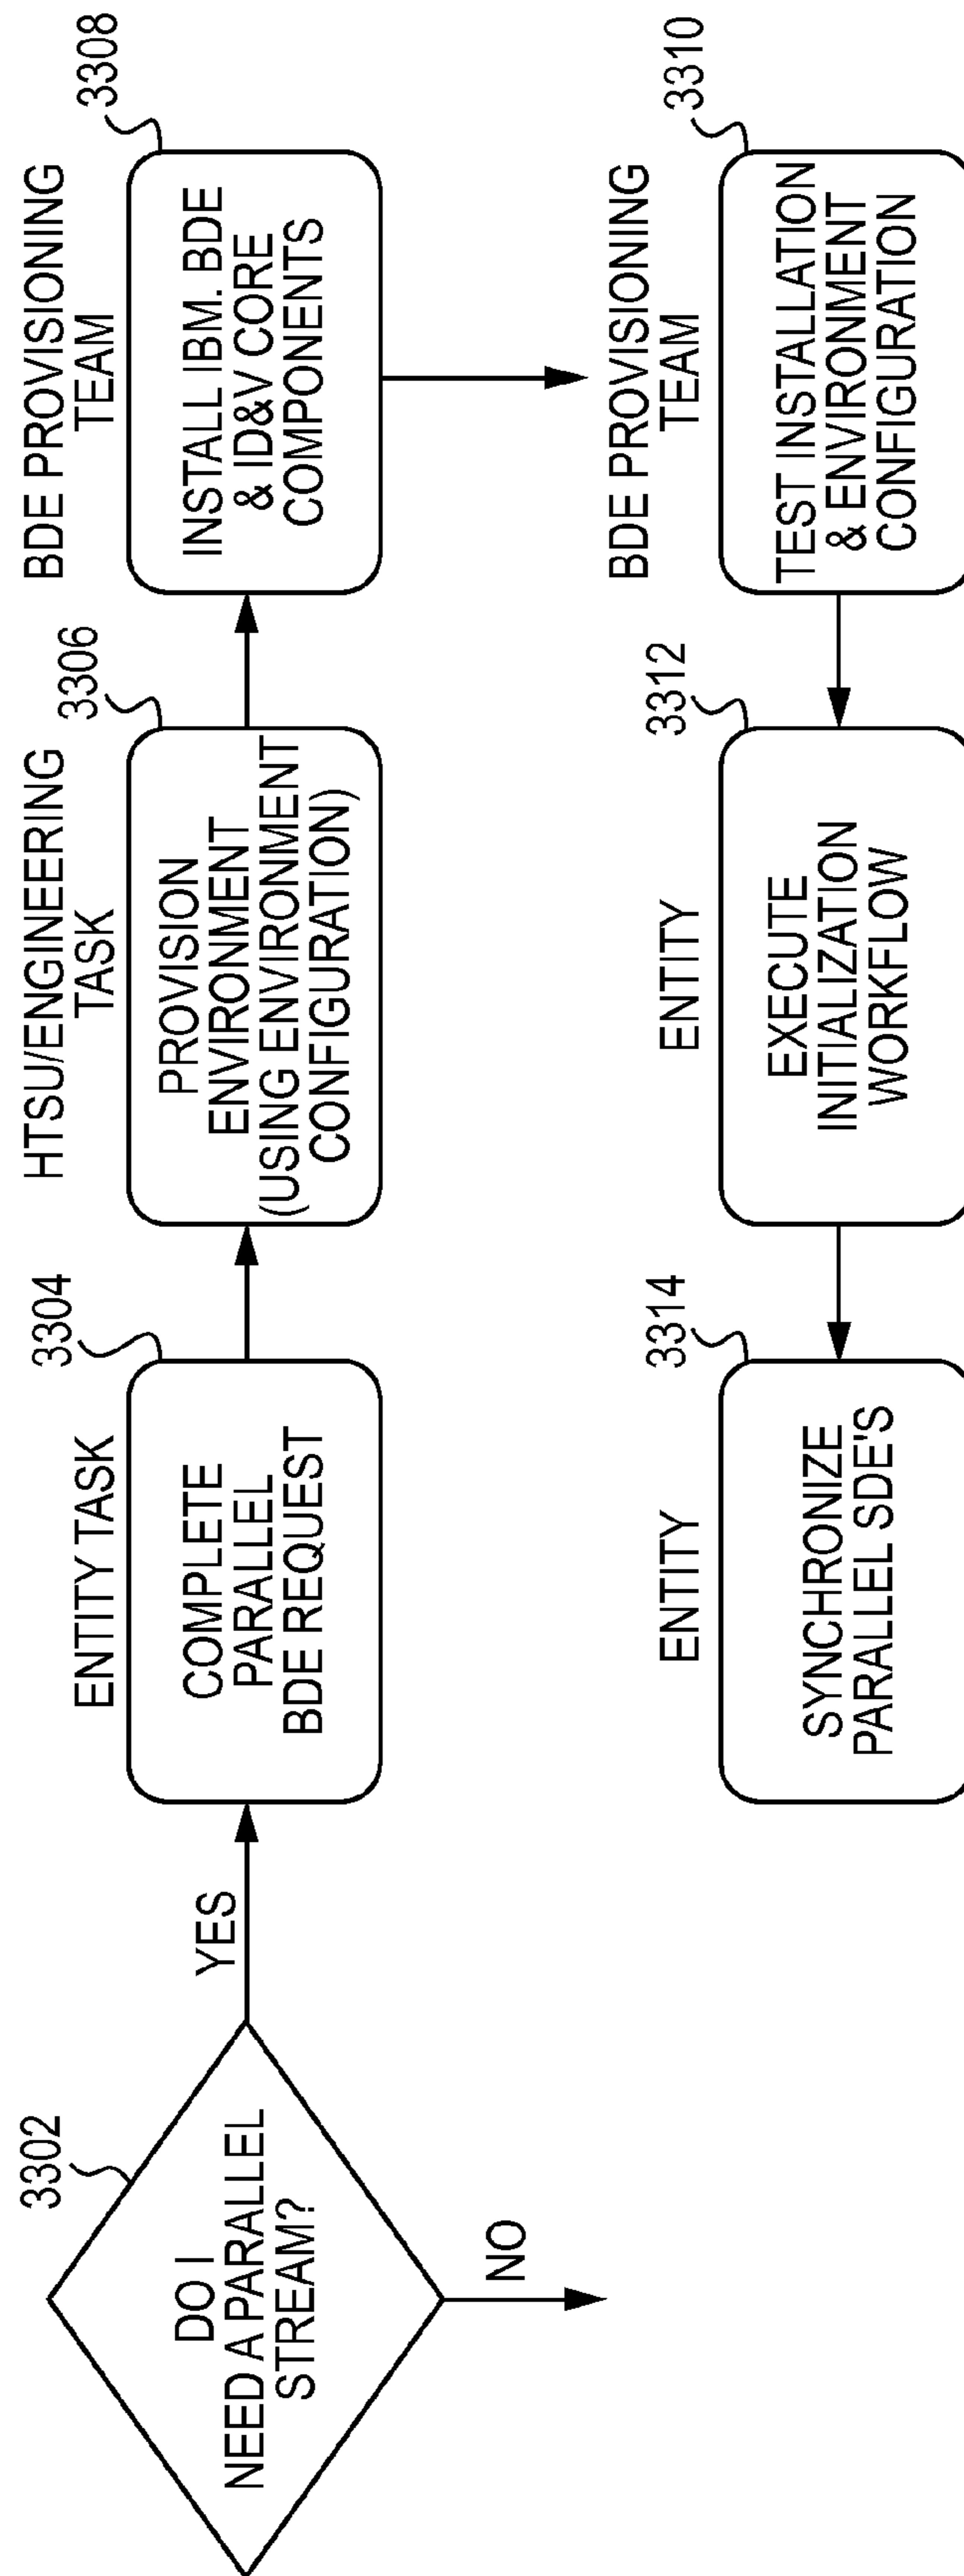 3302
DO I
NEED A PARALLEL
STREAM?
YES
NO
ENTITY TASK
3304
COMPLETE
PARALLEL
BDE REQUEST
HTSU/ENGINEERING
TASK
3306
PROVISION
ENVIRONMENT
(USING ENVIRONMENT
CONFIGURATION)
BDE PROVISIONING
TEAM
3308
INSTALL IBM. BDE
& ID&V CORE
COMPONENTS
BDE PROVISIONING
TEAM
3310
TEST INSTALLATION
& ENVIRONMENT
CONFIGURATION
ENTITY
3312
EXECUTE
INITIALIZATION
WORKFLOW
ENTITY
3314
SYNCHRONIZE
PARALLEL SDE'S